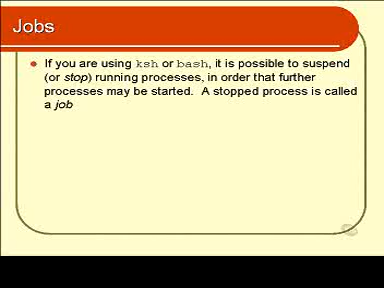 Jobs
If you are using ksh or bash, it is possible to suspend
(or stop) running processes, in order that further
processes may be started. A stopped process is called
a job